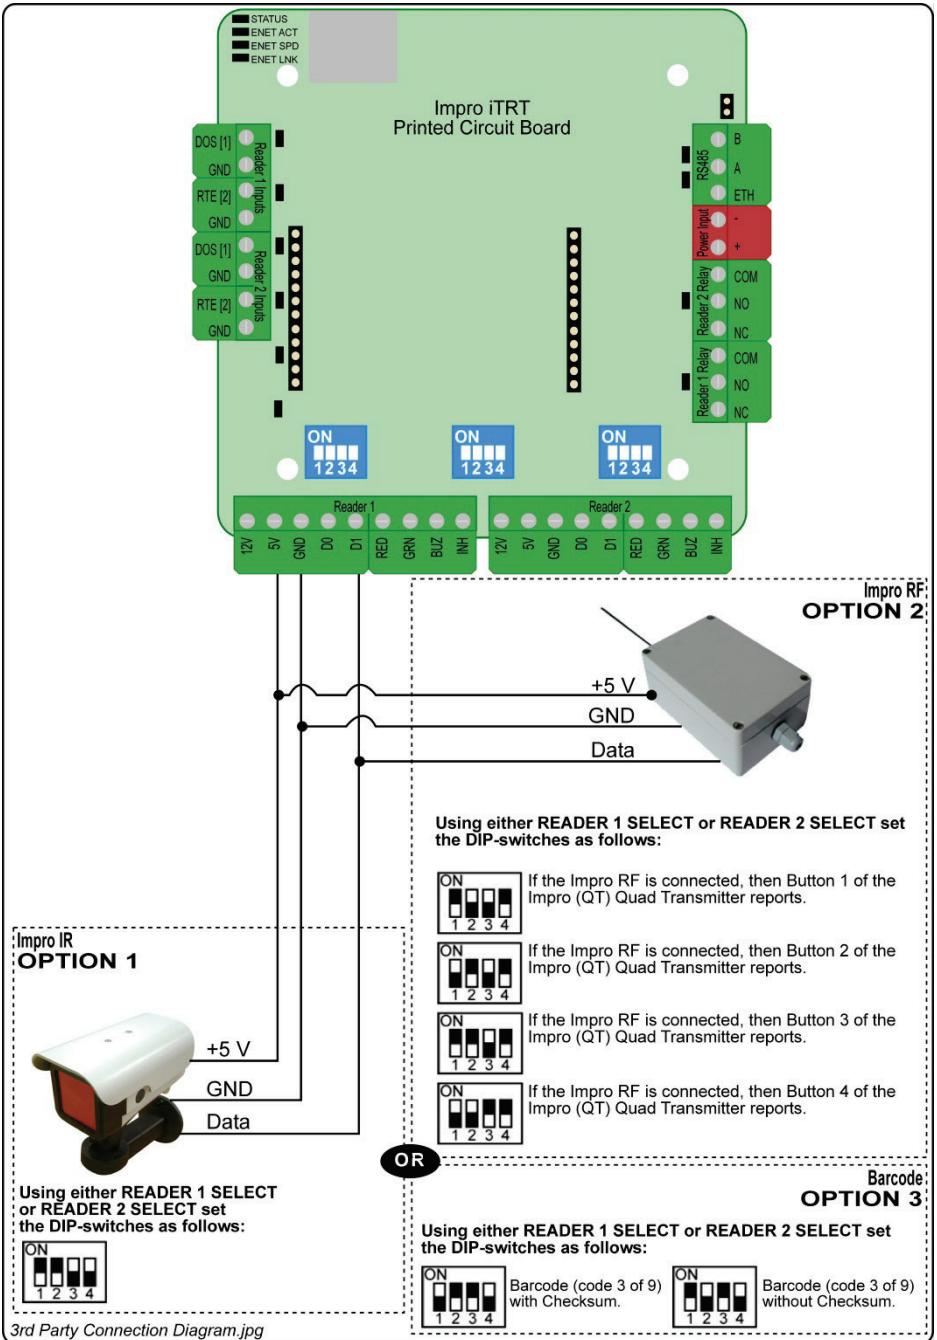 STATUS
ENET ACT
ENET SPD
ENET LNK
Impro iTRT
Printed Circuit Board
DOS [1]
GND
RTE [2]
GND
Reader 1 Inputs
DOS [1]
GND
RTE [2]
GND
Reader 2 Inputs
RS485
B
A
ETH
Power Input
-
+
Reader 2 Relay
COM
NO
NC
Reader 1 Relay
COM
NO
NC
ON
1234
ON
1234
ON
1234
Reader 1
12V 5V GND D0 D1 RED GRN BUZ INH
Reader 2
12V 5V GND D0 D1 RED GRN BUZ INH
Impro RF
OPTION 2
+5 V
GND
Data
Using either READER 1 SELECT or READER 2 SELECT set
the DIP-switches as follows:
ON
1 2 3 4
If the Impro RF is connected, then Button 1 of the
Impro (QT) Quad Transmitter reports.
ON
1 2 3 4
If the Impro RF is connected, then Button 2 of the
Impro (QT) Quad Transmitter reports.
ON
1 2 3 4
If the Impro RF is connected, then Button 3 of the
Impro (QT) Quad Transmitter reports.
ON
1 2 3 4
If the Impro RF is connected, then Button 4 of the
Impro (QT) Quad Transmitter reports.
Impro IR
OPTION 1
+5 V
GND
Data
Using either READER 1 SELECT
or READER 2 SELECT set
the DIP-switches as follows:
ON
1 2 3 4
OR
Barcode
OPTION 3
Using either READER 1 SELECT or READER 2 SELECT set
the DIP-switches as follows:
ON
1 2 3 4
Barcode (code 3 of 9)
with Checksum.
ON
1 2 3 4
Barcode (code 3 of 9)
without Checksum.
3rd Party Connection Diagram.jpg